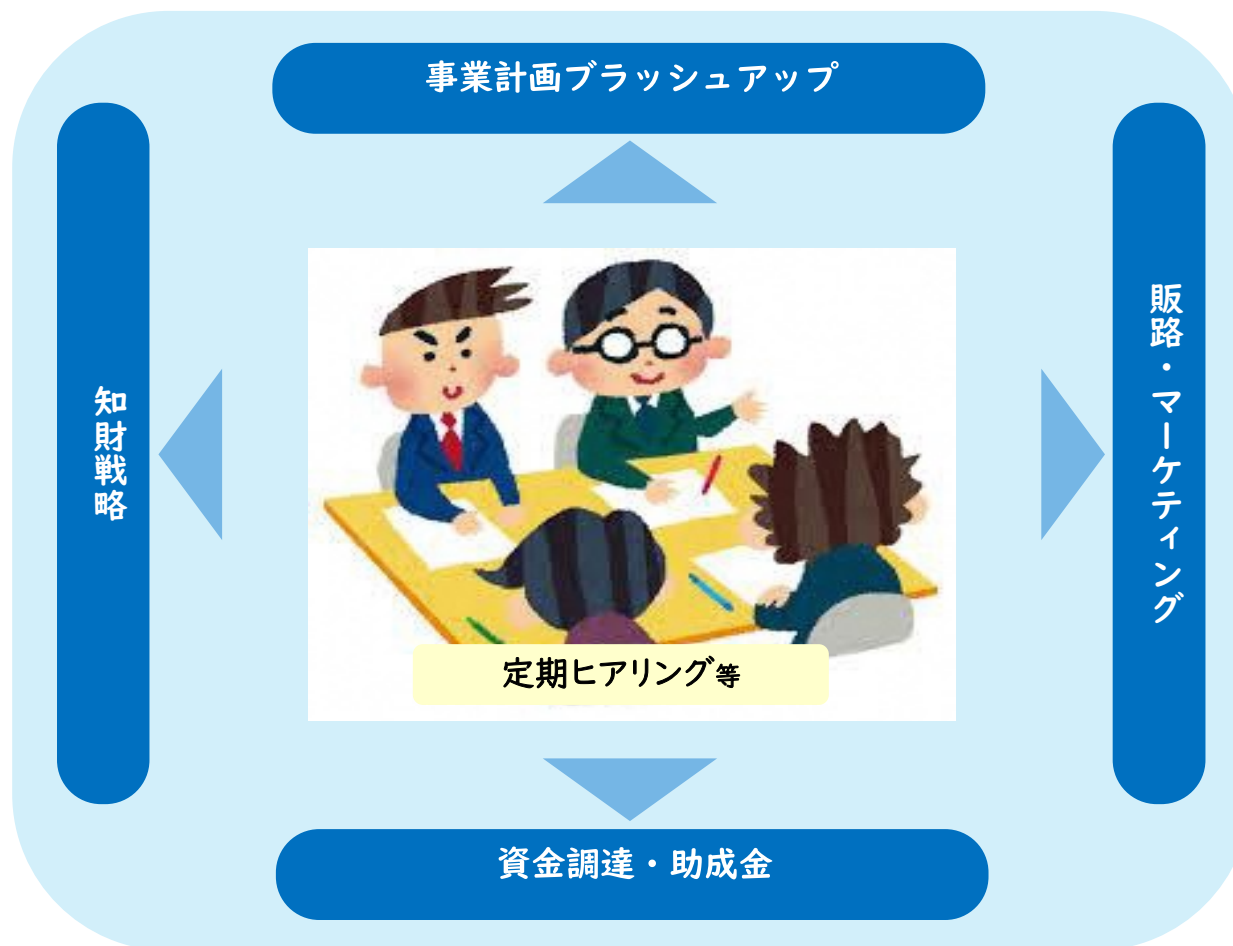 事業計画ブラッシュアップ
知財戦略
販路・マーケティング
定期ヒアリング等
資金調達・助成金